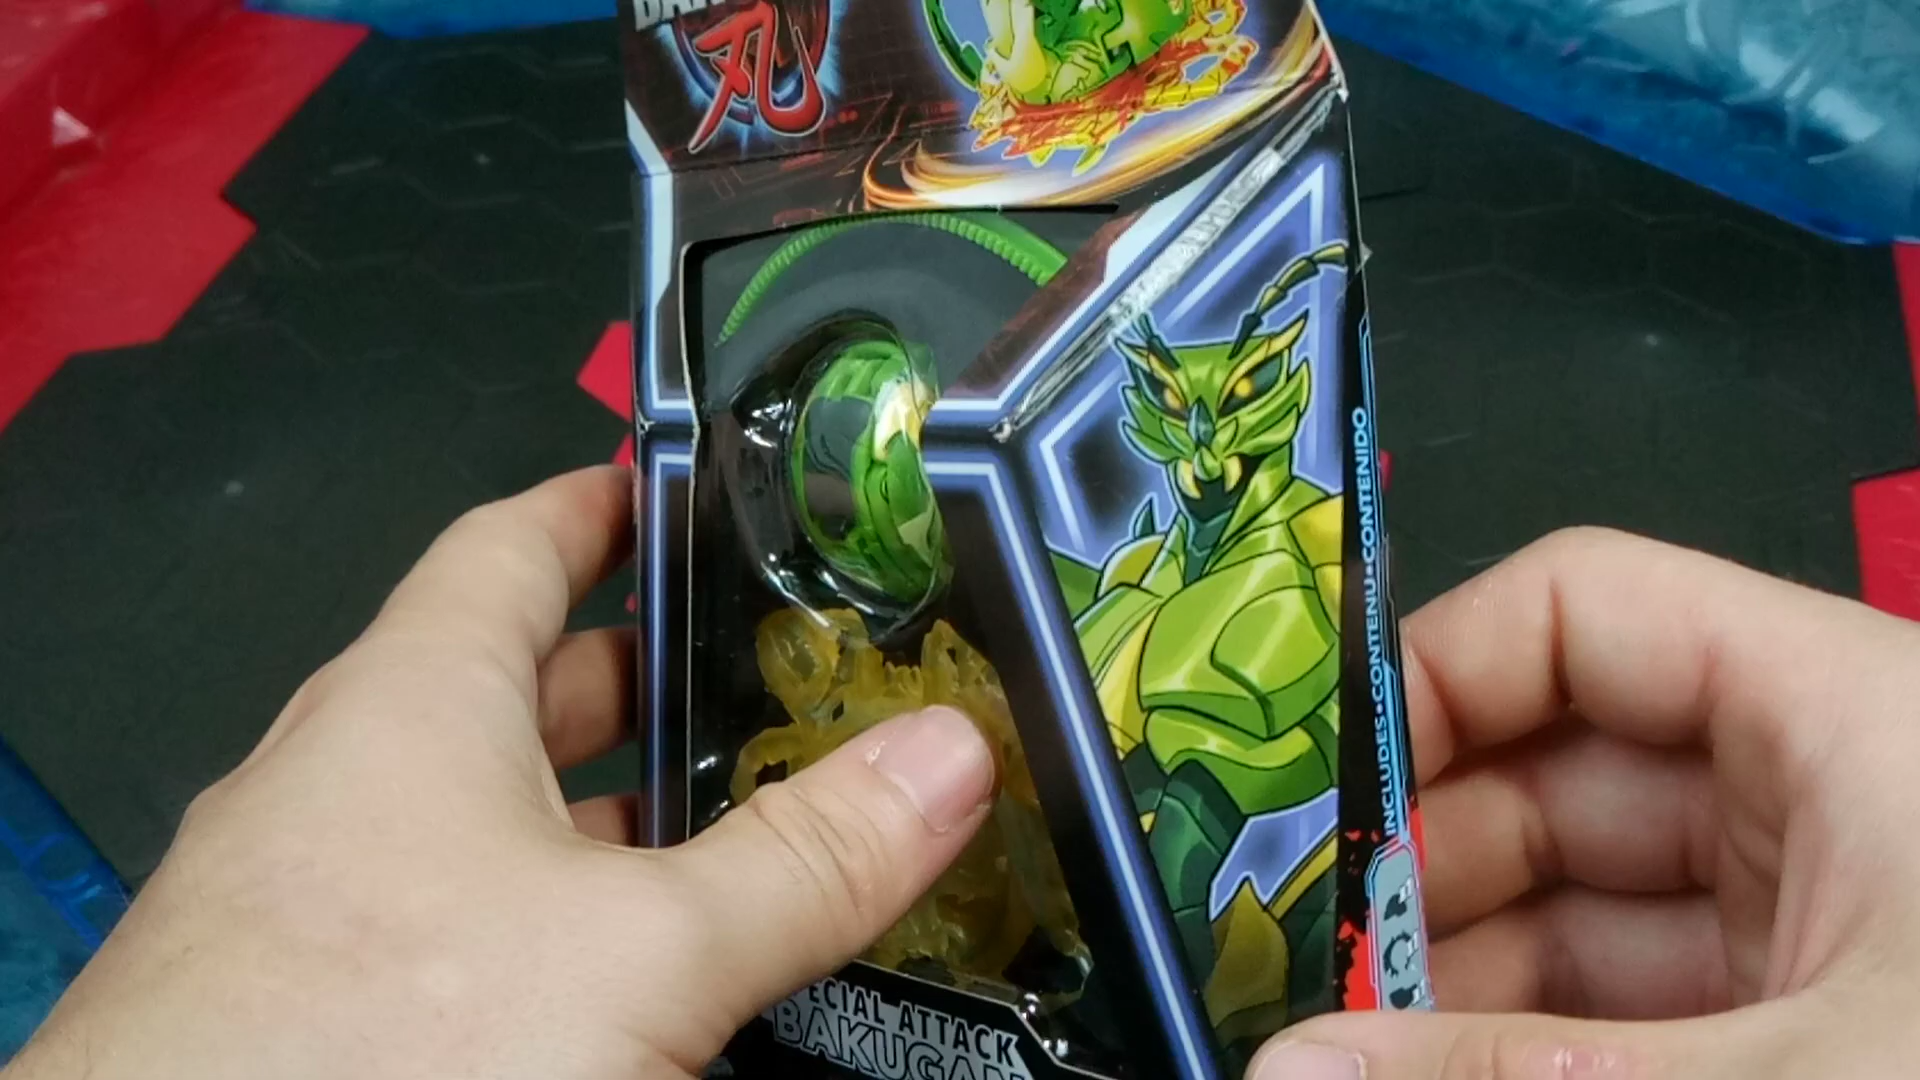 丸
INCLUDES•CONTENU•CONTENIDO
ECIAL ATTACK
BAKUGAN